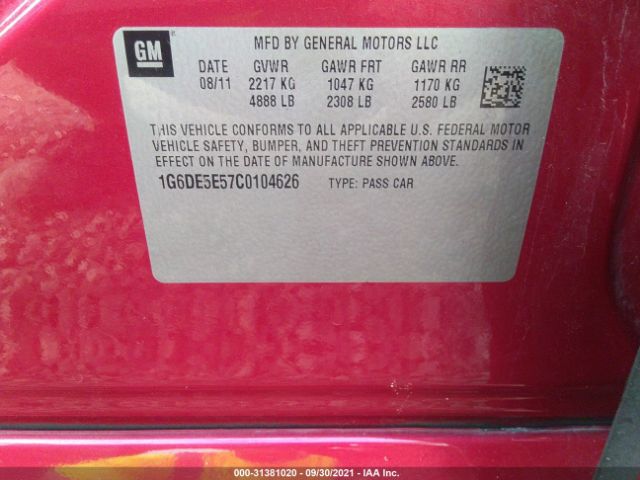 GM
MFD BY GENERAL MOTORS LLC
DATE GVWR GAWR FRT GAWR RR
08/11 2217 KG 1047 KG 1170 KG
4888 LB 2308 LB 2580 LB
THIS VEHICLE CONFORMS TO ALL APPLICABLE U.S. FEDERAL MOTOR
VEHICLE SAFETY, BUMPER, AND THEFT PREVENTION STANDARDS IN
EFFECT ON THE DATE OF MANUFACTURE SHOWN ABOVE.
1G6DE5E57C0104626 TYPE: PASS CAR
000-31381020 - 09/30/2021 - IAA Inc.